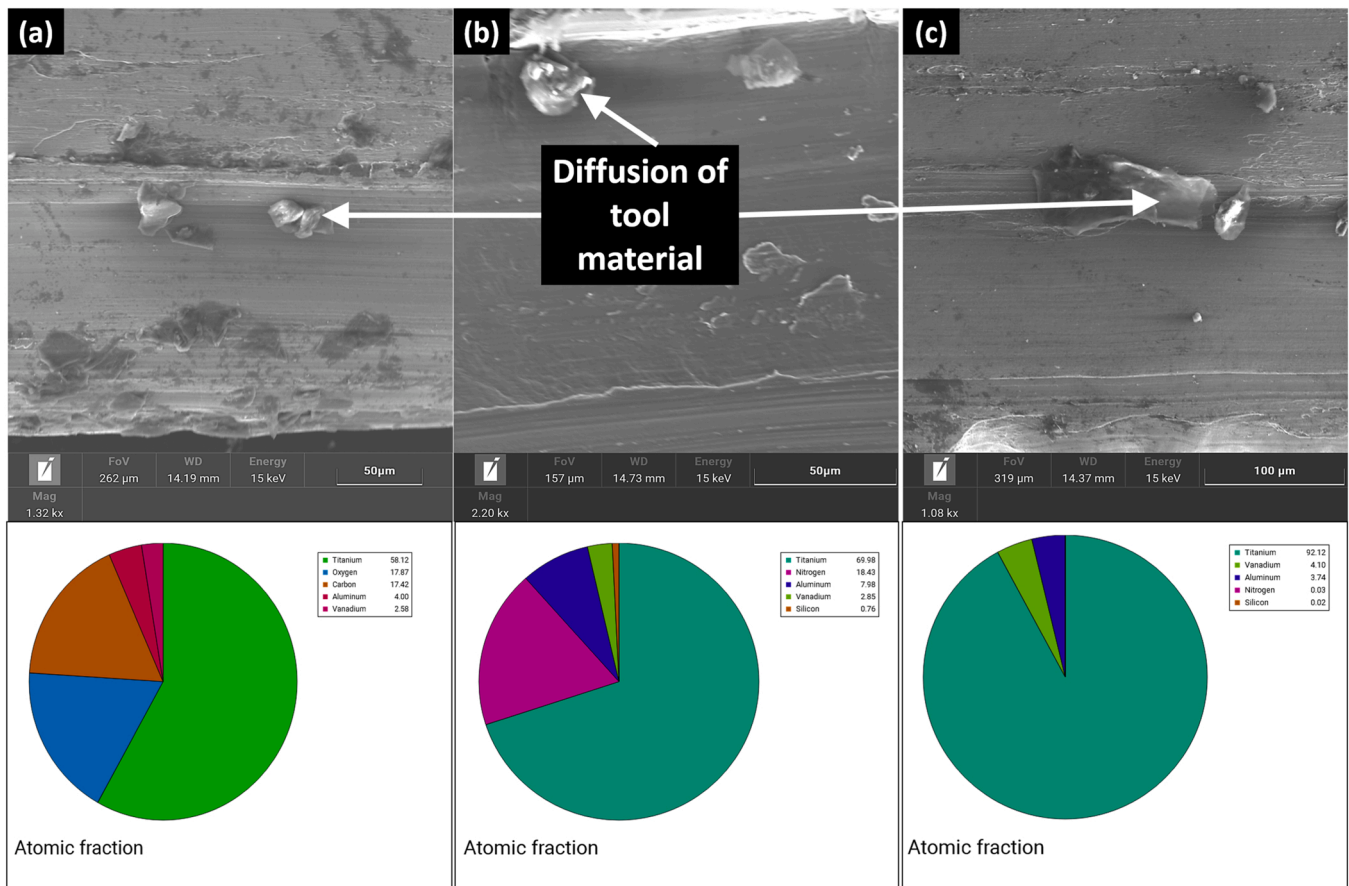 (a)
(b)
(c)
Diffusion of
tool
material
FoV
262 µm
WD
14.19 mm
Energy
15 keV
50µm
Mag
1.32 kx
FoV
157 µm
WD
14.73 mm
Energy
15 keV
50µm
Mag
2.20 kx
FoV
319 µm
WD
14.37 mm
Energy
15 keV
100 µm
Mag
1.08 kx
Titanium 58.12
Oxygen 17.87
Carbon 17.42
Aluminum 4.00
Vanadium 2.58
Atomic fraction
Titanium 69.98
Nitrogen 18.43
Aluminum 7.98
Vanadium 2.85
Silicon 0.76
Atomic fraction
Titanium 92.12
Vanadium 4.10
Aluminum 3.74
Nitrogen 0.03
Silicon 0.02
Atomic fraction